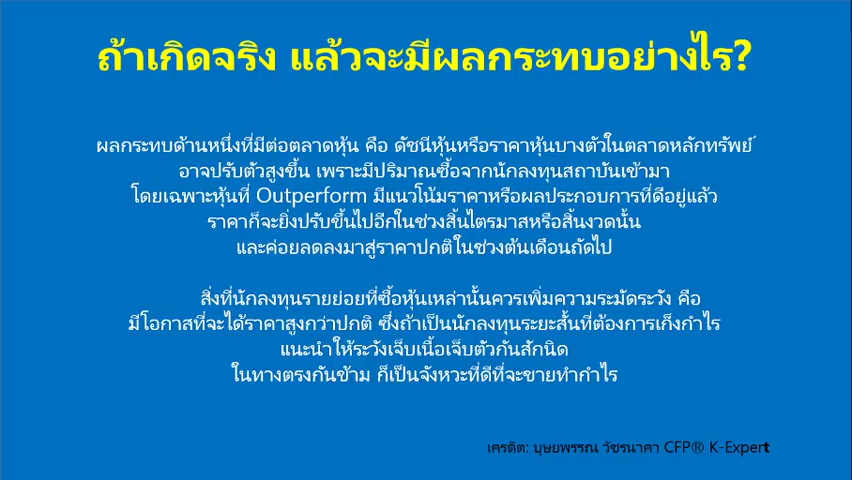 ถ้าเกิดจริง แล้วจะมีผลกระทบอย่างไร?
ผลกระทบด้านหนึ่งที่มีต่อตลาดหุ้น คือ ดัชนีหุ้นหรือราคาหุ้นบางตัวในตลาดหลักทรัพย์
อาจปรับตัวสูงขึ้น เพราะมีปริมาณซื้อจากนักลงทุนสถาบันเข้ามา
โดยเฉพาะหุ้นที่ Outperform มีแนวโน้มราคาหรือผลประกอบการที่ดีอยู่แล้ว
ราคาก็จะยิ่งปรับขึ้นไปอีกในช่วงสิ้นไตรมาสหรือสิ้นงวดนั้น
และค่อยลดลงมาสู่ราคาปกติในช่วงต้นเดือนถัดไป
สิ่งที่นักลงทุนรายย่อยที่ซื้อหุ้นเหล่านั้นควรเพิ่มความระมัดระวัง คือ
มีโอกาสที่จะได้ราคาสูงกว่าปกติ ซึ่งถ้าเป็นนักลงทุนระยะสั้นที่ต้องการเก็งกำไร
แนะนำให้ระวังเจ็บเนื้อเจ็บตัวกันสักนิด
ในทางตรงกันข้าม ก็เป็นจังหวะที่ดีที่จะขายทำกำไร
เครดิต: บุษยพรรณ วัชรนาคา CFP® K-Expert